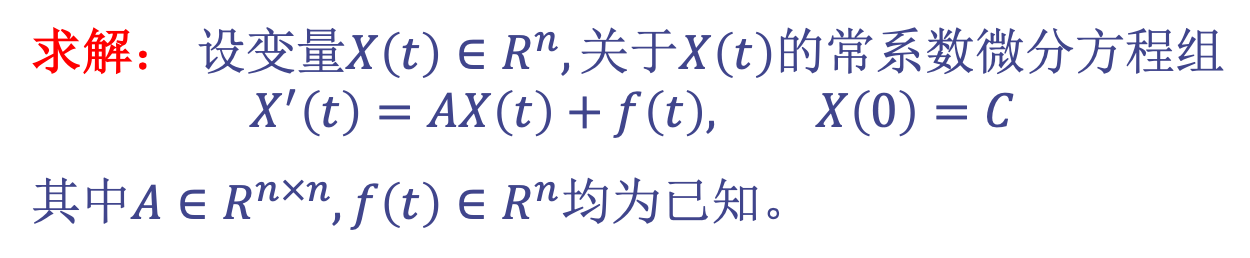 求解： 设变量X(t) ∈ Rⁿ, 关于X(t)的常系数微分方程组
X′(t) = AX(t) + f(t), X(0) = C
其中A ∈ Rⁿˣⁿ, f(t) ∈ Rⁿ均为已知。